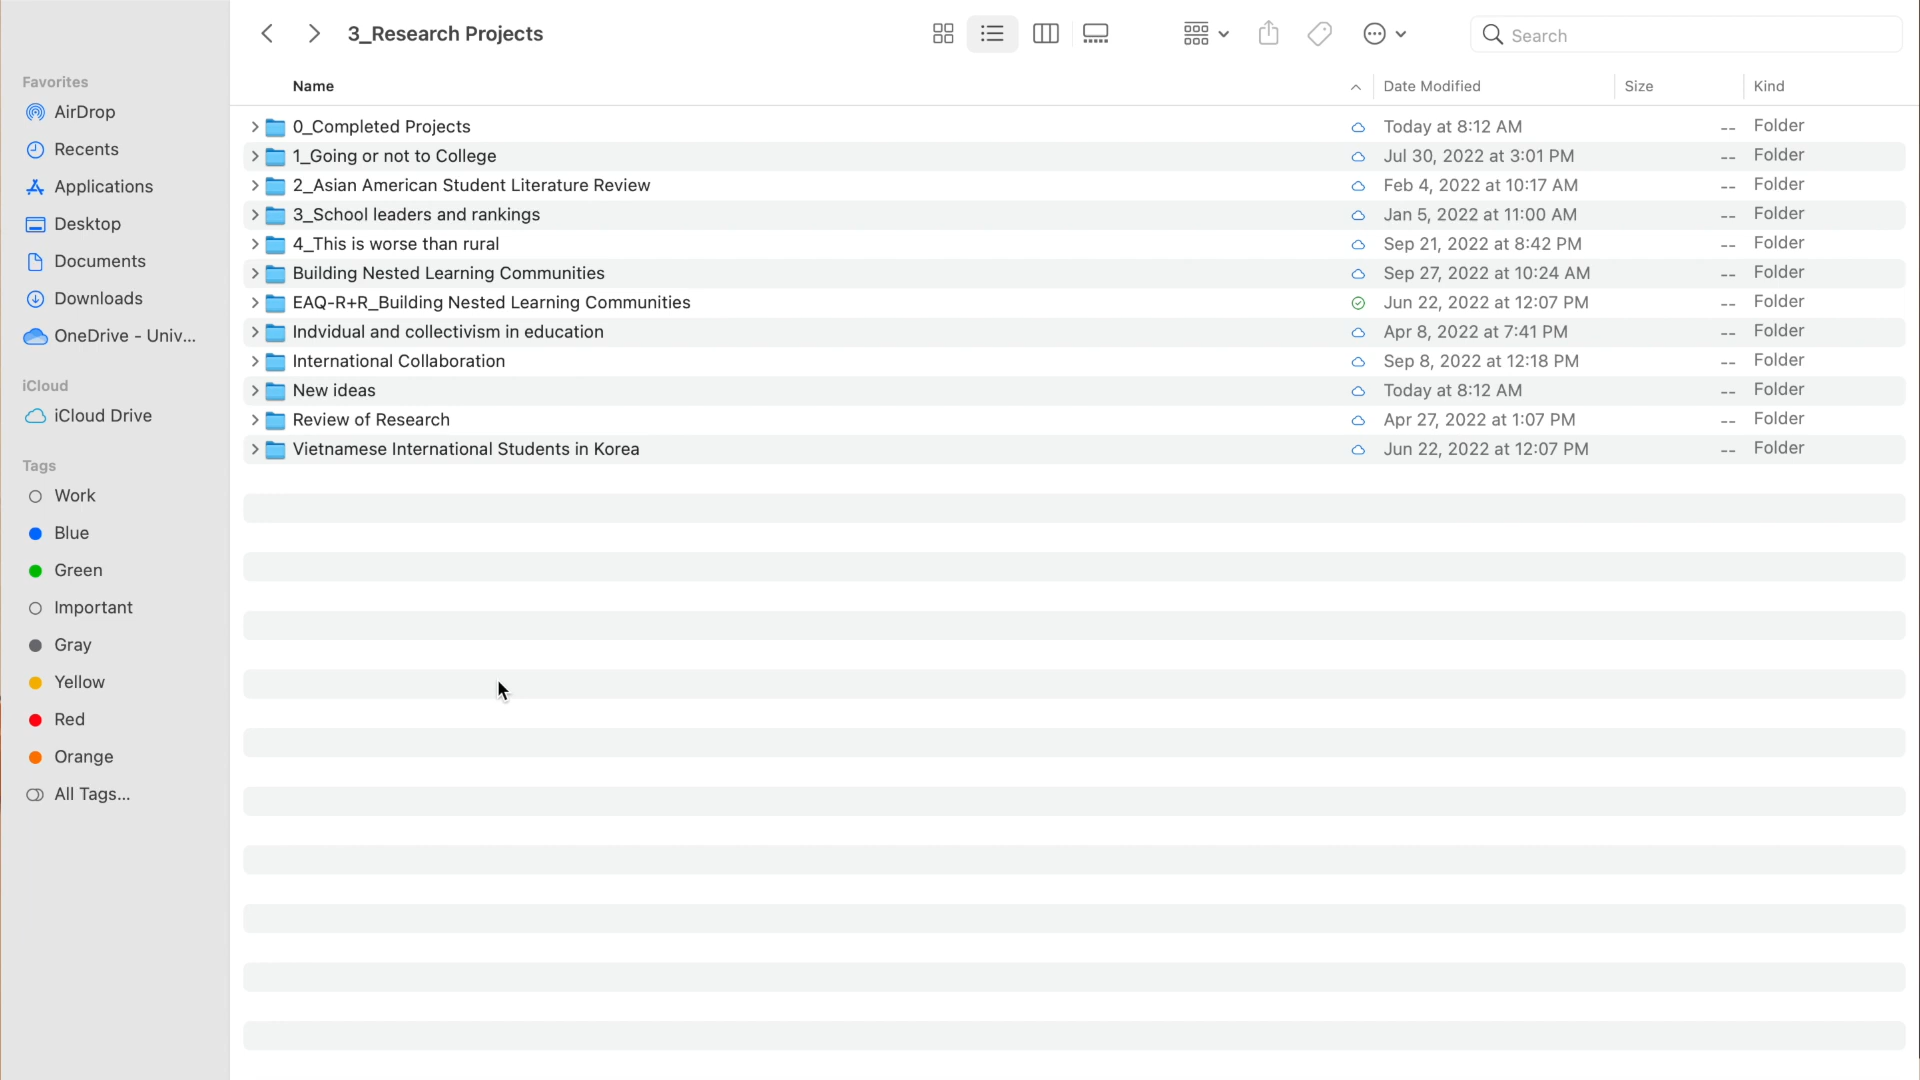 3_Research Projects
Search
Name Date Modified Size Kind
Favorites
AirDrop
Recents
Applications
Desktop
Documents
Downloads
OneDrive - Univ...
iCloud
iCloud Drive
Tags
Work
Blue
Green
Important
Gray
Yellow
Red
Orange
All Tags...
0_Completed Projects Today at 8:12 AM -- Folder
1_Going or not to College Jul 30, 2022 at 3:01 PM -- Folder
2_Asian American Student Literature Review Feb 4, 2022 at 10:17 AM -- Folder
3_School leaders and rankings Jan 5, 2022 at 11:00 AM -- Folder
4_This is worse than rural Sep 21, 2022 at 8:42 PM -- Folder
Building Nested Learning Communities Sep 27, 2022 at 10:24 AM -- Folder
EAQ-R+R_Building Nested Learning Communities Jun 22, 2022 at 12:07 PM -- Folder
Indvidual and collectivism in education Apr 8, 2022 at 7:41 PM -- Folder
International Collaboration Sep 8, 2022 at 12:18 PM -- Folder
New ideas Today at 8:12 AM -- Folder
Review of Research Apr 27, 2022 at 1:07 PM -- Folder
Vietnamese International Students in Korea Jun 22, 2022 at 12:07 PM -- Folder